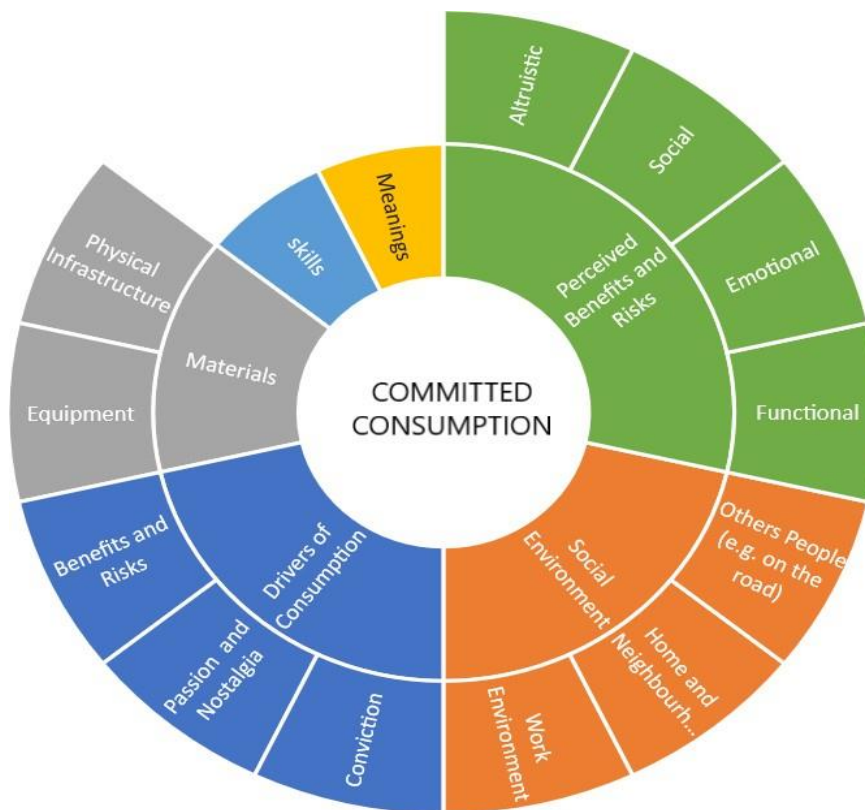 COMMITTED
CONSUMPTION
Altruistic
Social
Emotional
Functional
Perceived
Benefits and
Risks
Others People
(e.g. on the
road)
Home and
Neighbourh...
Work
Environment
Social
Environment
Conviction
Passion and
Nostalgia
Benefits and
Risks
Drivers of
Consumption
Equipment
Physical
Infrastructure
Materials
skills
Meanings